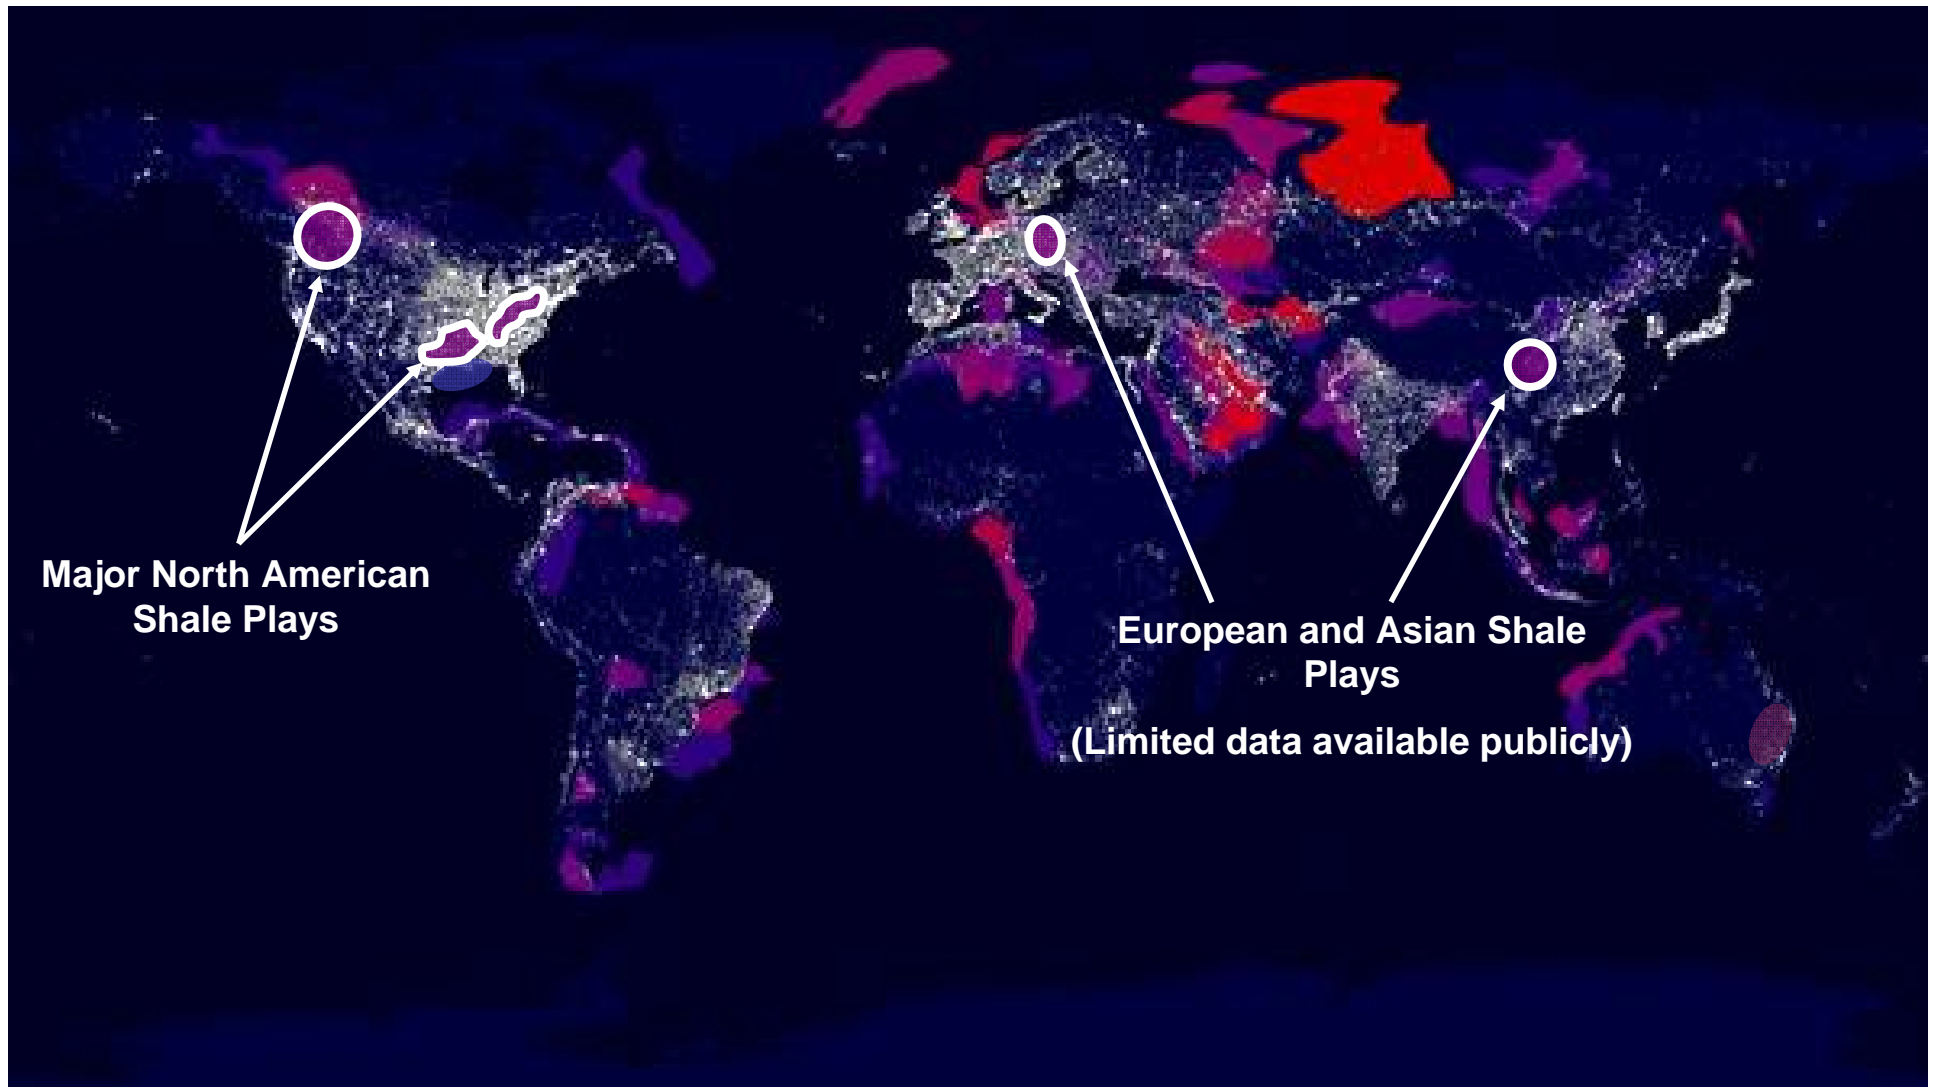 Major North American
Shale Plays
European and Asian Shale
Plays
(Limited data available publicly)